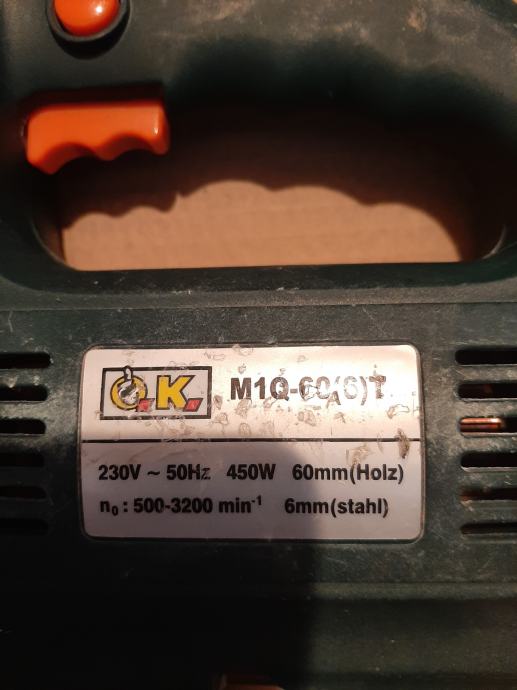 O.K. M1Q-60(6)T
230V ~ 50Hz 450W 60mm(Holz)
n₀ : 500-3200 min⁻¹ 6mm(stahl)